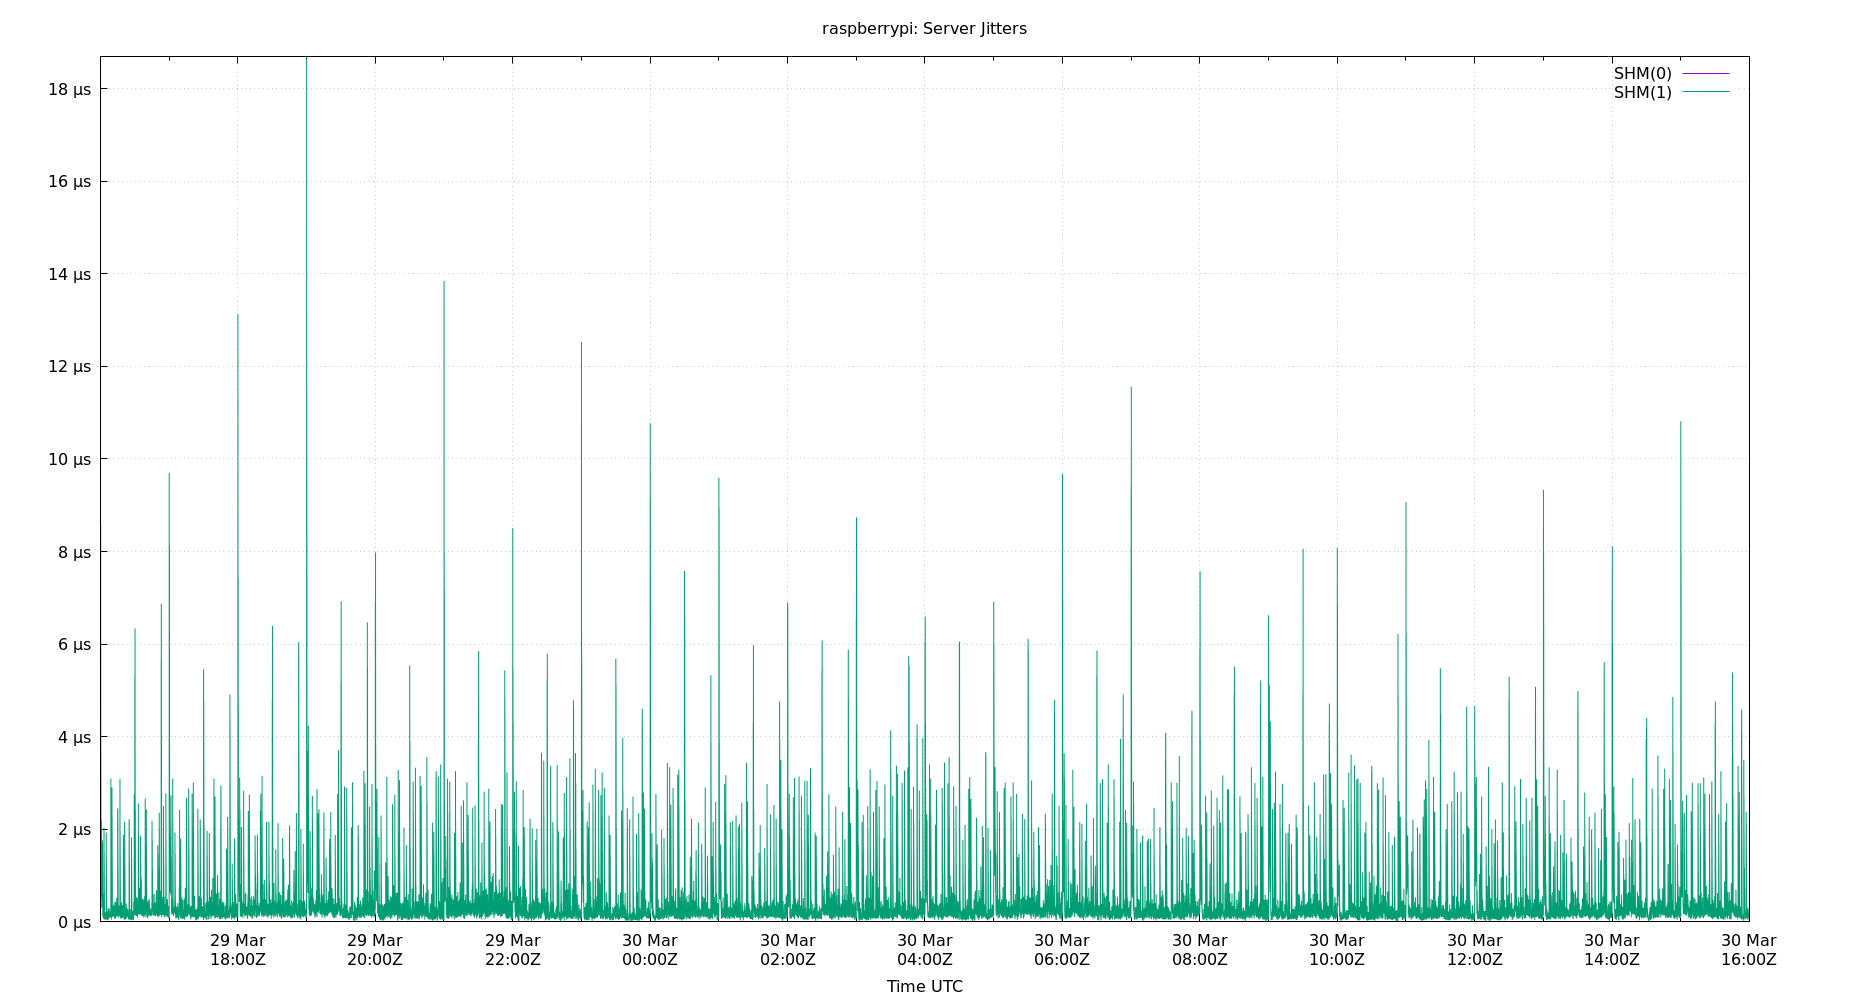 raspberrypi: Server Jitters
SHM(0)
SHM(1)
18 µs
16 µs
14 µs
12 µs
10 µs
8 µs
6 µs
4 µs
2 µs
0 µs
29 Mar 29 Mar 29 Mar 30 Mar 30 Mar 30 Mar 30 Mar 30 Mar 30 Mar 30 Mar 30 Mar 30 Mar
18:00Z 20:00Z 22:00Z 00:00Z 02:00Z 04:00Z 06:00Z 08:00Z 10:00Z 12:00Z 14:00Z 16:00Z
Time UTC